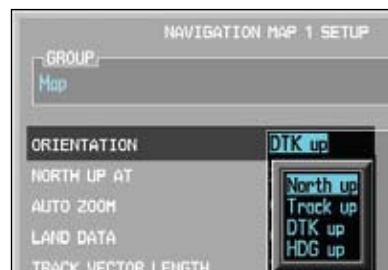 NAVIGATION MAP 1 SETUP
GROUP
Map
ORIENTATION
DTK up
NORTH UP AT
AUTO ZOOM
LAND DATA
TRACK VECTOR LENGTH
North up
Track up
DTK up
HDG up